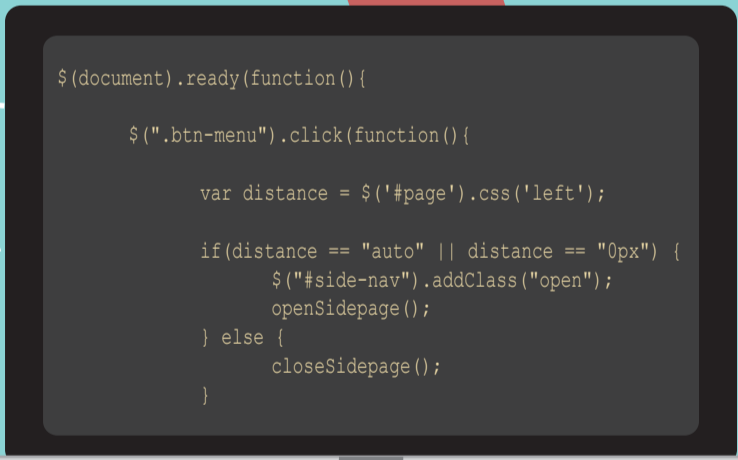 $(document).ready(function(){
$(".btn-menu").click(function(){
var distance = $('#page').css('left');
if(distance == "auto" || distance == "0px") {
$("#side-nav").addClass("open");
openSidepage();
} else {
closeSidepage();
}